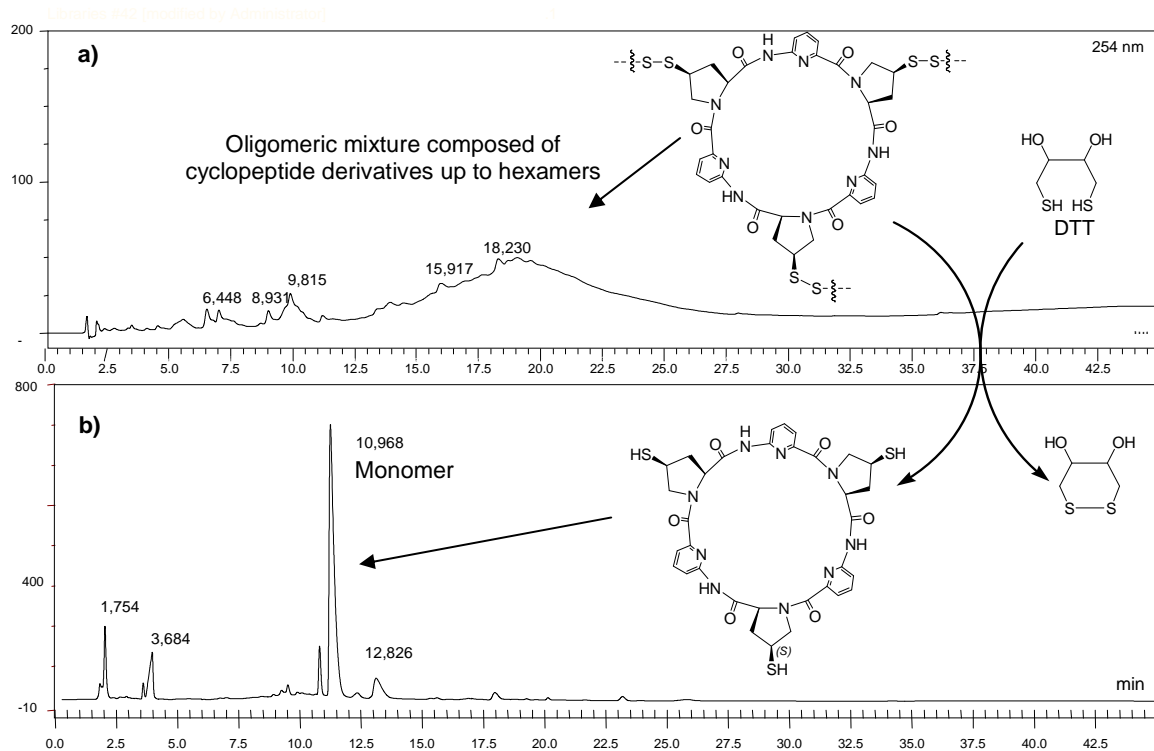 200
a)
254 nm
Oligomeric mixture composed of
cyclopeptide derivatives up to hexamers
100
-
6,448
8,931
9,815
15,917
18,230
0.0 2.5 5.0 7.5 10.0 12.5 15.0 17.5 20.0 22.5 25.0 27.5 30.0 32.5 35.0 37.5 40.0 42.5
S S
O
H
N
N
O
S S
N
O
O
N
NH
O
N
O
NH
N
O
N
O
S
S
HO OH
SH HS
DTT
800
b)
10,968
Monomer
400
1,754
3,684
12,826
-10
min
HS
O
H
N
N
O
SH
N
O
O
N
NH
O
N
O
NH
N
O
N
O
(S)
SH
HO OH
S S
0.0 2.5 5.0 7.5 10.0 12.5 15.0 17.5 20.0 22.5 25.0 27.5 30.0 32.5 35.0 37.5 40.0 42.5